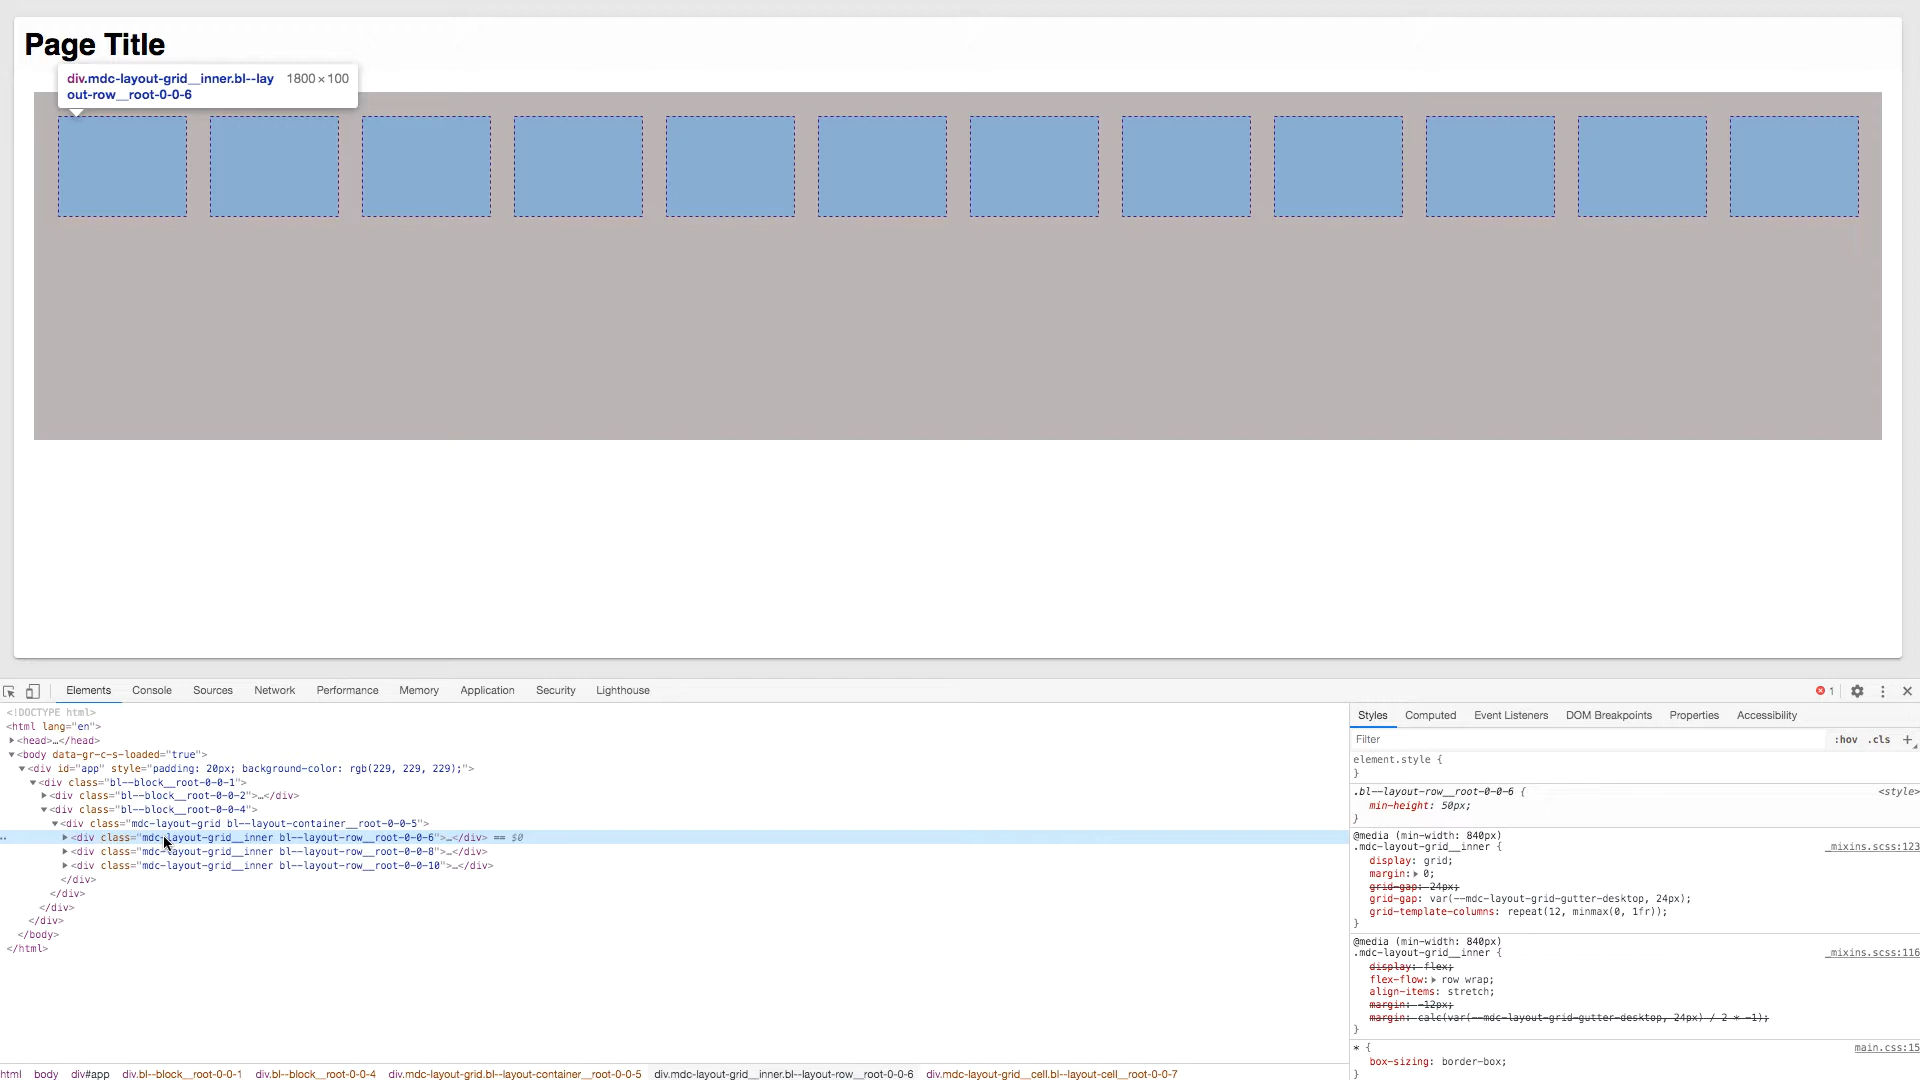 Page Title
div.mdc-layout-grid__inner.bl--lay 1800 × 100
out-row__root-0-0-6
Elements Console Sources Network Performance Memory Application Security Lighthouse 1
<!DOCTYPE html>
<html lang="en">
<head>…</head>
<body data-gr-c-s-loaded="true">
<div id="app" style="padding: 20px; background-color: rgb(229, 229, 229);">
<div class="bl--block__root-0-0-1">
<div class="bl--block__root-0-0-2">…</div>
<div class="bl--block__root-0-0-4">
<div class="mdc-layout-grid bl--layout-container__root-0-0-5">
… <div class="mdc-layout-grid__inner bl--layout-row__root-0-0-6">…</div> == $0
<div class="mdc-layout-grid__inner bl--layout-row__root-0-0-8">…</div>
<div class="mdc-layout-grid__inner bl--layout-row__root-0-0-10">…</div>
</div>
</div>
</div>
</div>
</body>
</html>
html body div#app div.bl--block__root-0-0-1 div.bl--block__root-0-0-4 div.mdc-layout-grid.bl--layout-container__root-0-0-5 div.mdc-layout-grid__inner.bl--layout-row__root-0-0-6 div.mdc-layout-grid__cell.bl--layout-cell__root-0-0-7
Styles Computed Event Listeners DOM Breakpoints Properties Accessibility
Filter :hov .cls +
element.style {
}
.bl--layout-row__root-0-0-6 { <style>
min-height: 50px;
}
@media (min-width: 840px)
.mdc-layout-grid__inner { _mixins.scss:123
display: grid;
margin: 0;
grid-gap: 24px;
grid-gap: var(--mdc-layout-grid-gutter-desktop, 24px);
grid-template-columns: repeat(12, minmax(0, 1fr));
}
@media (min-width: 840px)
.mdc-layout-grid__inner { _mixins.scss:116
display: flex;
flex-flow: row wrap;
align-items: stretch;
margin: -12px;
margin: calc(var(--mdc-layout-grid-gutter-desktop, 24px) / 2 * -1);
}
* { main.css:15
box-sizing: border-box;
}